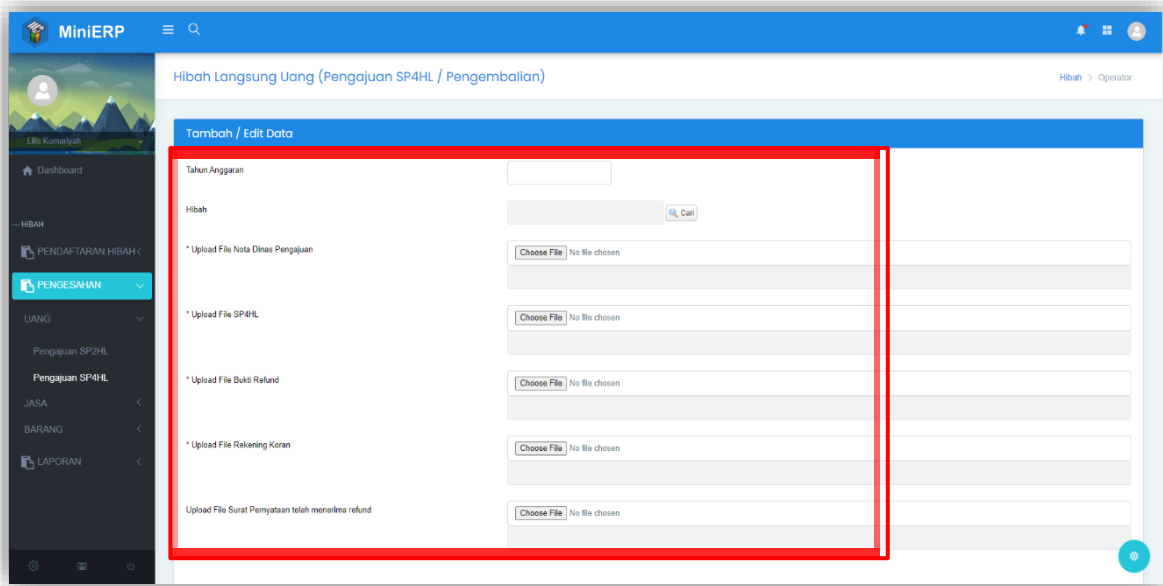 MiniERP
Hibah Langsung Uang (Pengajuan SP4HL / Pengembalian)
Hibah > Operator
Lilis Komariyah
Tambah / Edit Data
Dashboard
Tahun Anggaran
Hibah
Cari
--- HIBAH
PENDAFTARAN HIBAH
* Upload File Nota Dinas Pengajuan
Choose File No file chosen
PENGESAHAN
UANG
* Upload File SP4HL
Choose File No file chosen
Pengajuan SP2HL
Pengajuan SP4HL
* Upload File Bukti Refund
Choose File No file chosen
JASA
BARANG
* Upload File Rekening Koran
Choose File No file chosen
LAPORAN
Upload File Surat Pernyataan telah menerima refund
Choose File No file chosen